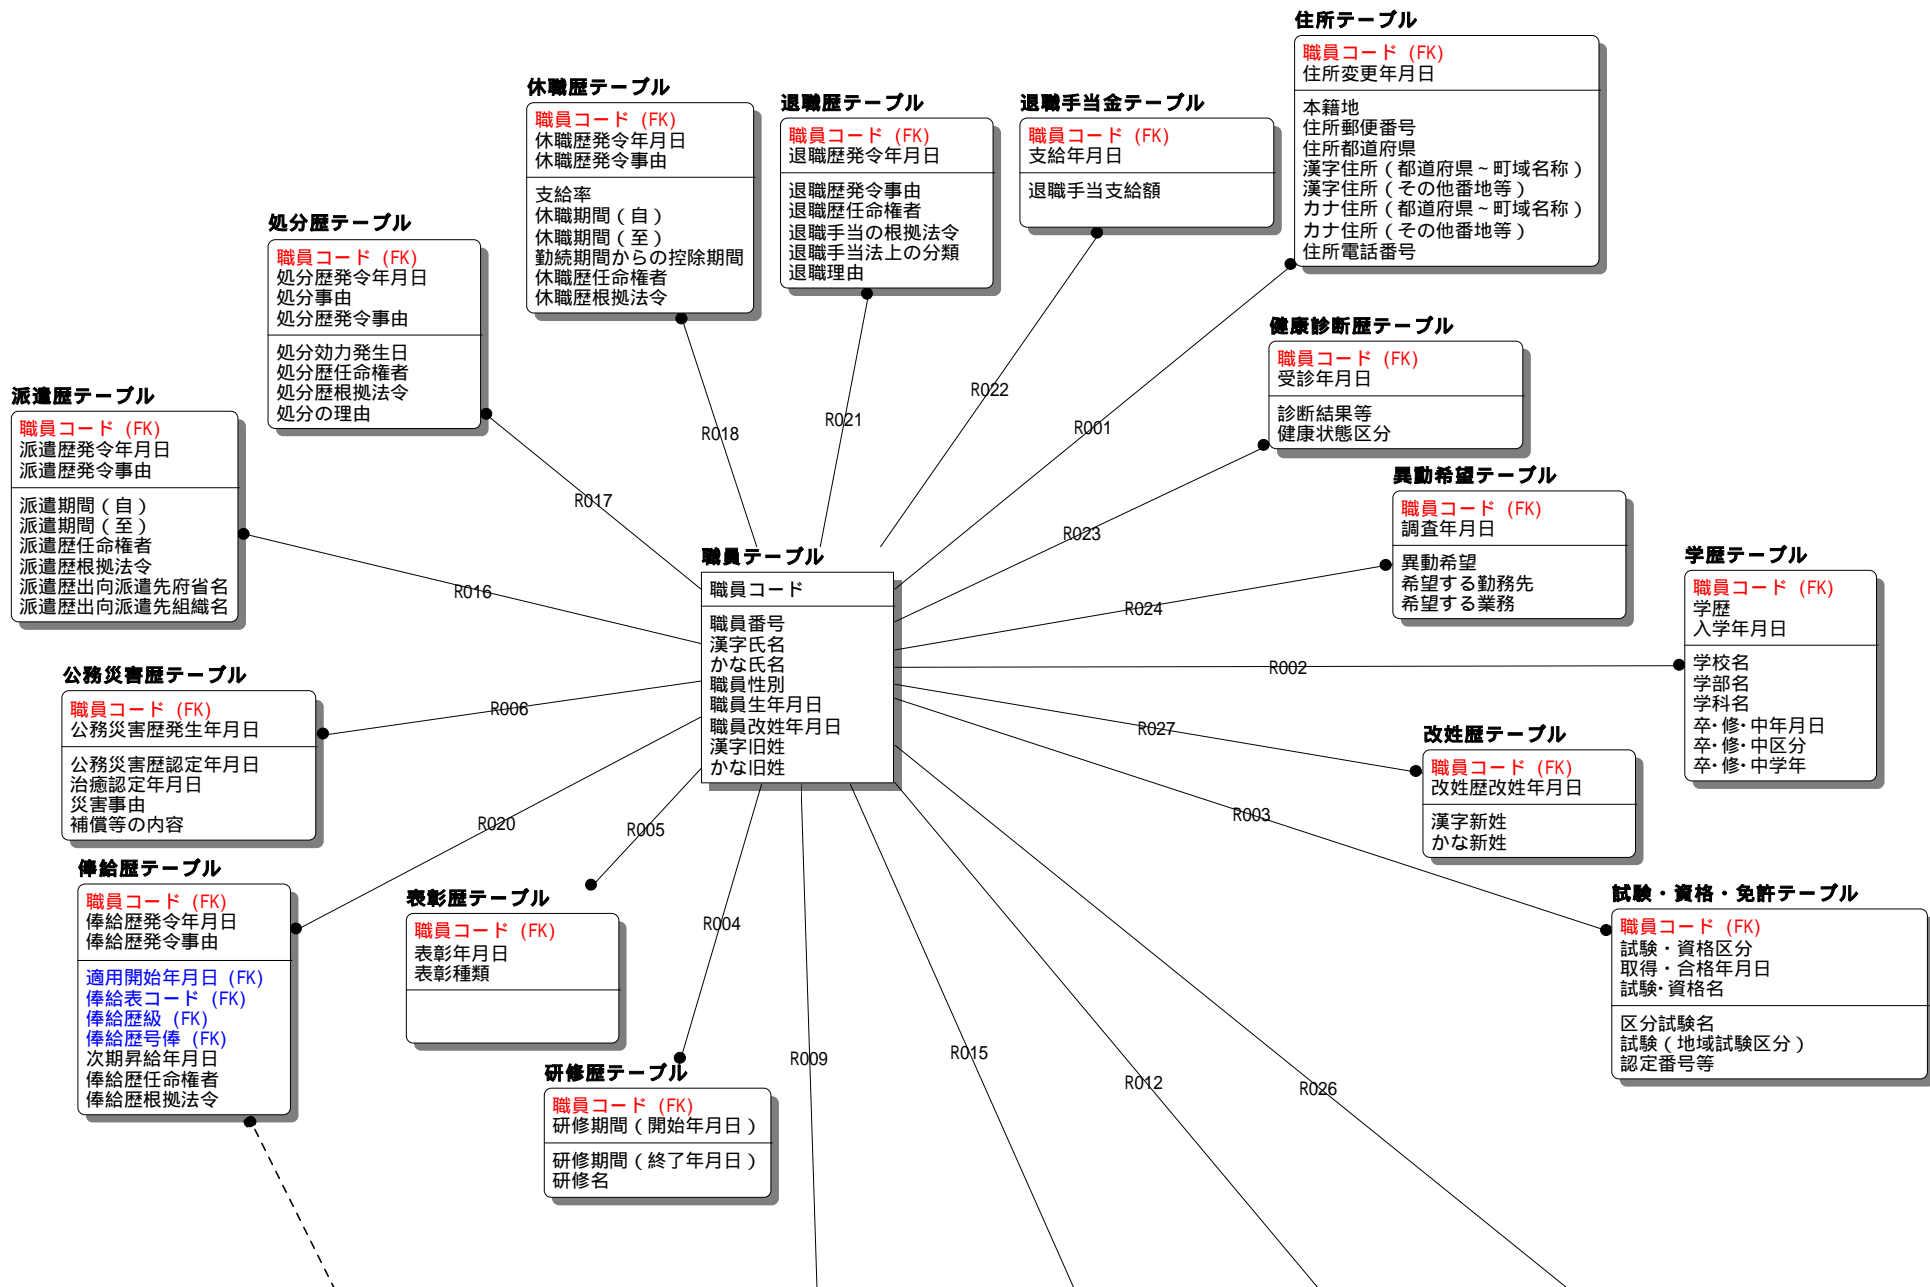 住所テーブル
職員コード (FK)
住所変更年月日
本籍地
住所郵便番号
住所都道府県
漢字住所（都道府県～町域名称）
漢字住所（その他番地等）
カナ住所（都道府県～町域名称）
カナ住所（その他番地等）
住所電話番号
休職歴テーブル
職員コード (FK)
休職歴発令年月日
休職歴発令事由
支給率
休職期間（自）
休職期間（至）
勤続期間からの控除期間
休職歴任命権者
休職歴根拠法令
退職歴テーブル
職員コード (FK)
退職歴発令年月日
退職歴発令事由
退職歴任命権者
退職手当の根拠法令
退職手当法上の分類
退職理由
退職手当金テーブル
職員コード (FK)
支給年月日
退職手当支給額
処分歴テーブル
職員コード (FK)
処分歴発令年月日
処分事由
処分歴発令事由
処分効力発生日
処分歴任命権者
処分歴根拠法令
処分の理由
健康診断歴テーブル
職員コード (FK)
受診年月日
診断結果等
健康状態区分
派遣歴テーブル
職員コード (FK)
派遣歴発令年月日
派遣歴発令事由
派遣期間（自）
派遣期間（至）
派遣歴任命権者
派遣歴根拠法令
派遣歴出向派遣先府省名
派遣歴出向派遣先組織名
R018
R021
R022
R001
R017
R023
R016
R024
異動希望テーブル
職員コード (FK)
調査年月日
異動希望
希望する勤務先
希望する業務
学歴テーブル
職員コード (FK)
学歴
入学年月日
学校名
学部名
学科名
卒・修・中年月日
卒・修・中区分
卒・修・中学年
職員テーブル
職員コード
職員番号
漢字氏名
かな氏名
職員性別
職員生年月日
職員改姓年月日
漢字旧姓
かな旧姓
R002
R006
R027
R003
R020
R005
R004
R009
R015
R012
R026
公務災害歴テーブル
職員コード (FK)
公務災害歴発生年月日
公務災害歴認定年月日
治癒認定年月日
災害事由
補償等の内容
改姓歴テーブル
職員コード (FK)
改姓歴改姓年月日
漢字新姓
かな新姓
俸給歴テーブル
職員コード (FK)
俸給歴発令年月日
俸給歴発令事由
適用開始年月日 (FK)
俸給表コード (FK)
俸給歴級 (FK)
俸給歴号俸 (FK)
次期昇給年月日
俸給歴任命権者
俸給歴根拠法令
表彰歴テーブル
職員コード (FK)
表彰年月日
表彰種類
試験・資格・免許テーブル
職員コード (FK)
試験・資格区分
取得・合格年月日
試験・資格名
区分試験名
試験（地域試験区分）
認定番号等
研修歴テーブル
職員コード (FK)
研修期間（開始年月日）
研修期間（終了年月日）
研修名